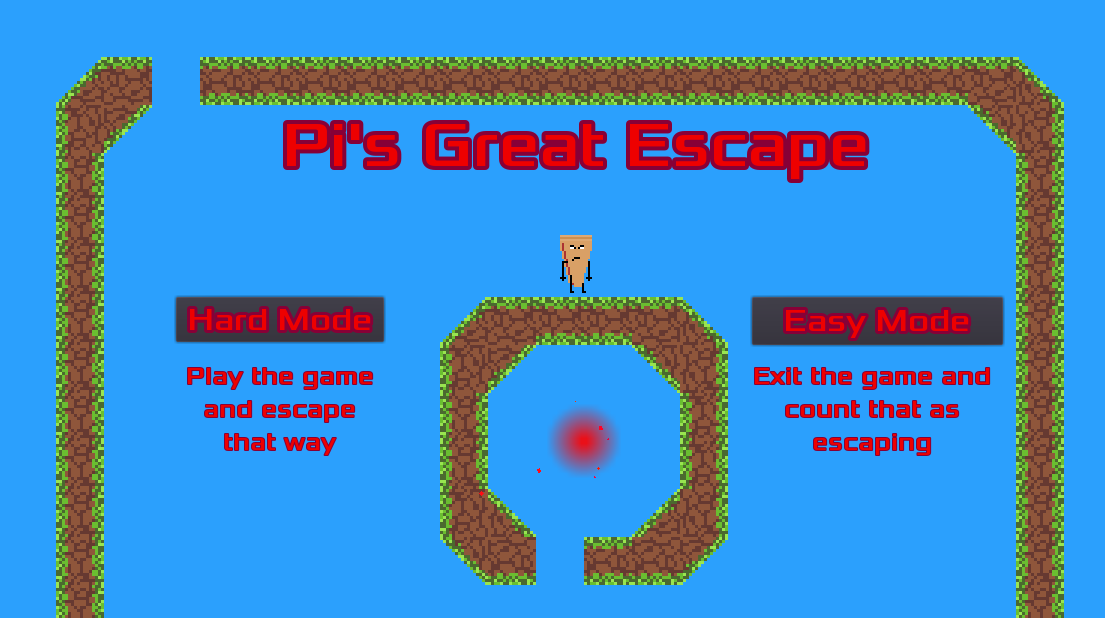 Pi's Great Escape
Hard Mode
Play the game
and escape
that way
Easy Mode
Exit the game and
count that as
escaping